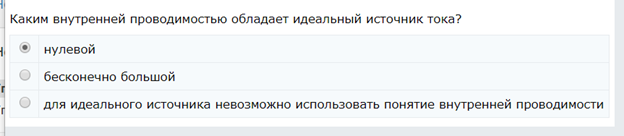 Каким внутренней проводимостью обладает идеальный источник тока?
нулевой
бесконечно большой
для идеального источника невозможно использовать понятие внутренней проводимости